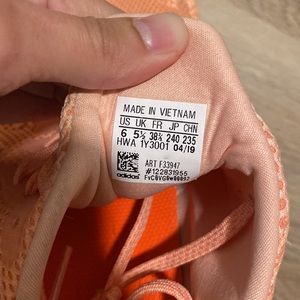 MADE IN VIETNAM
US UK FR JP CHN
6 5½ 38⅔ 240 235
HWA 1Y3001 04/19
ART F33947
#122831955
adidas